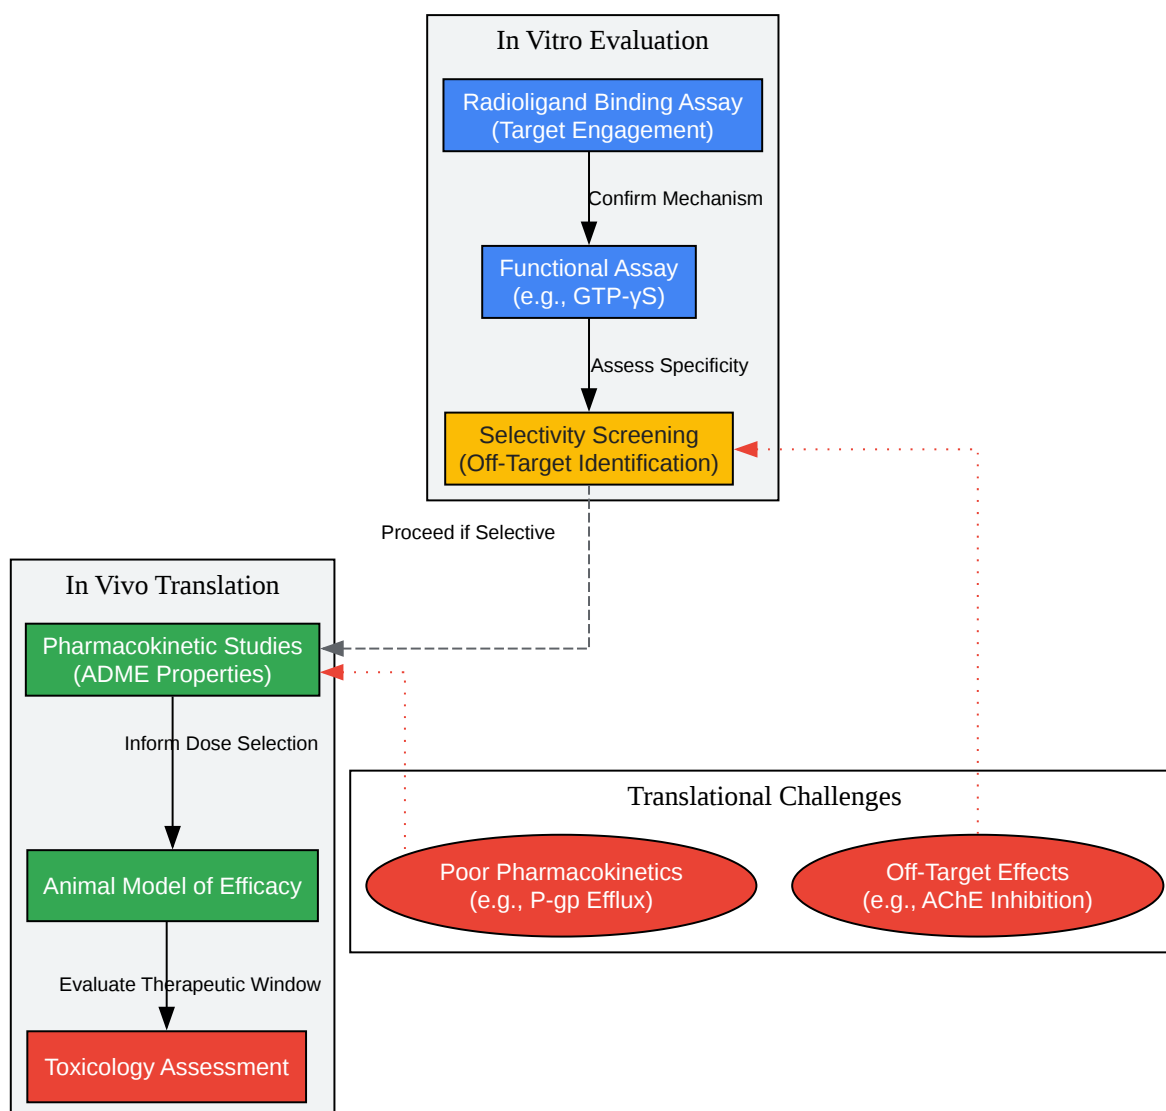 In Vitro Evaluation
Radioligand Binding Assay
(Target Engagement)
Confirm Mechanism
Functional Assay
(e.g., GTP-γS)
Assess Specificity
Selectivity Screening
(Off-Target Identification)
Proceed if Selective
In Vivo Translation
Pharmacokinetic Studies
(ADME Properties)
Inform Dose Selection
Animal Model of Efficacy
Evaluate Therapeutic Window
Toxicology Assessment
Translational Challenges
Poor Pharmacokinetics
(e.g., P-gp Efflux)
Off-Target Effects
(e.g., AChE Inhibition)